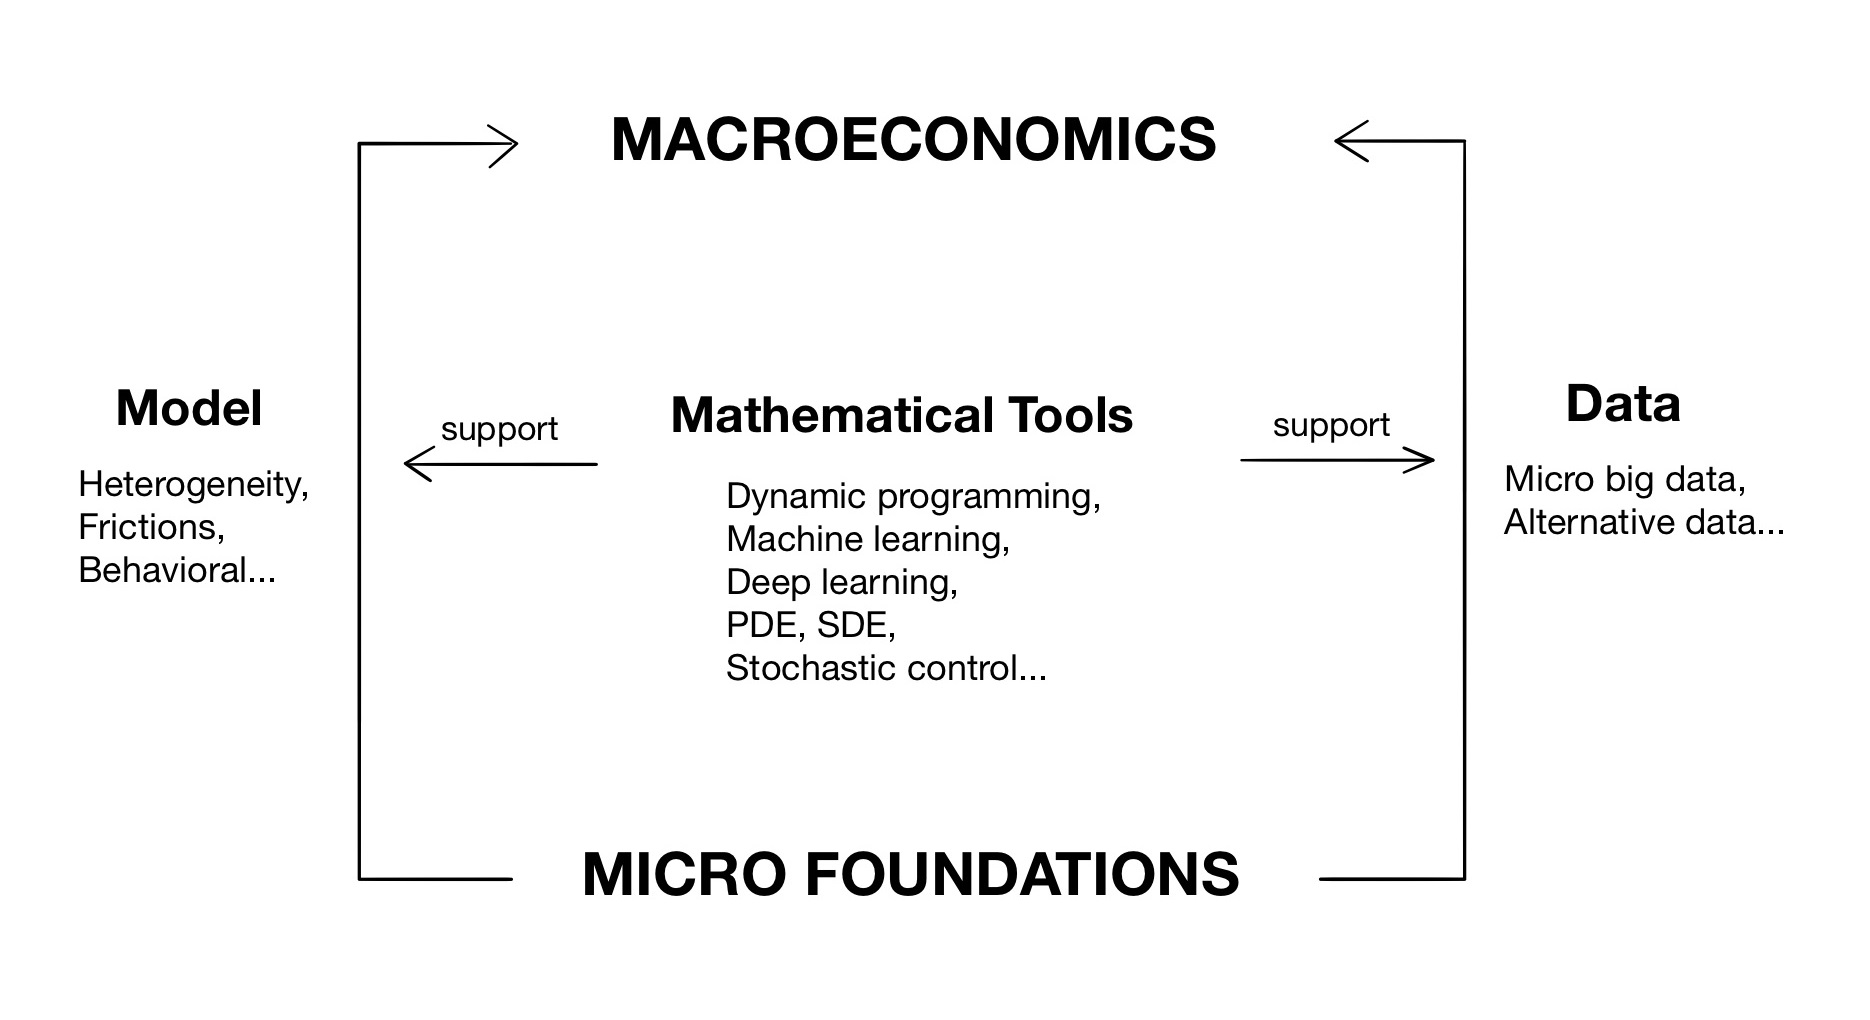 MACROECONOMICS
Model
Heterogeneity,
Frictions,
Behavioral...
support
Mathematical Tools
Dynamic programming,
Machine learning,
Deep learning,
PDE, SDE,
Stochastic control...
support
Data
Micro big data,
Alternative data...
MICRO FOUNDATIONS